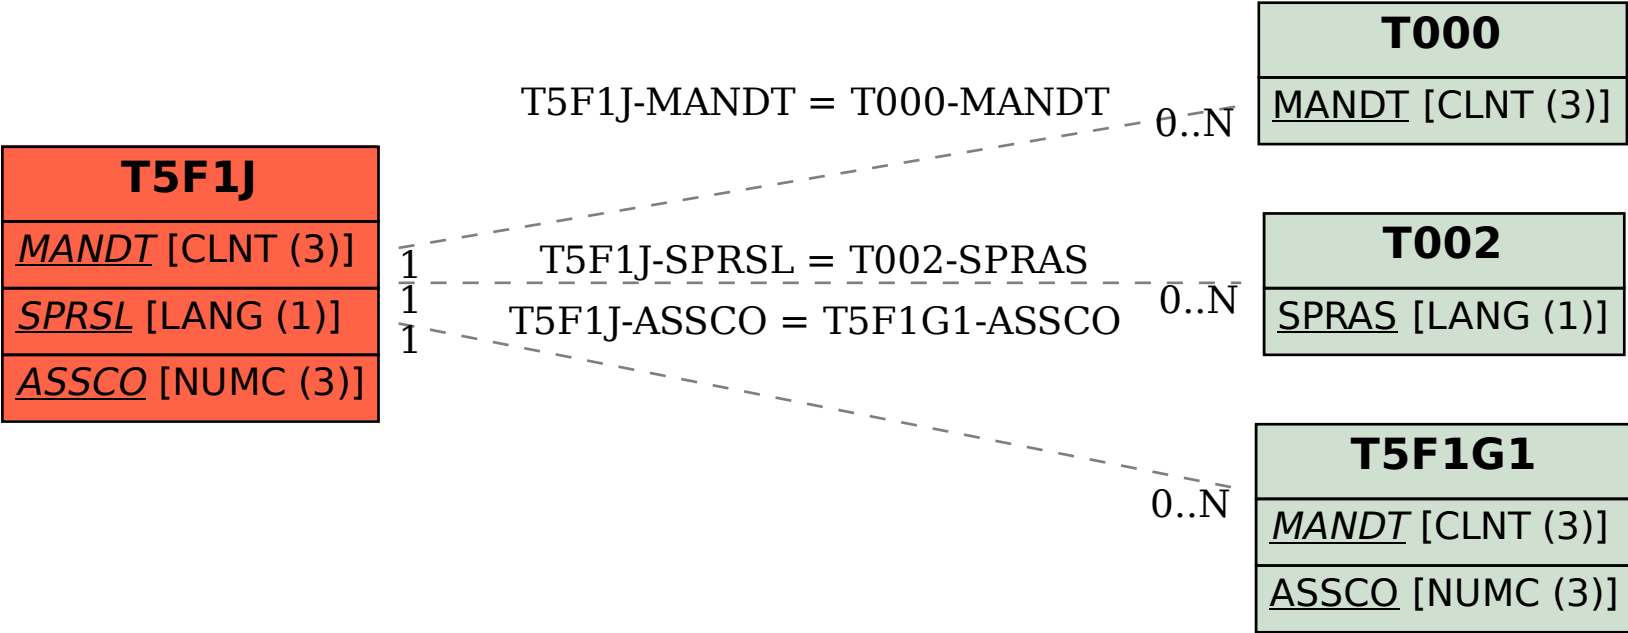 T5F1J
MANDT [CLNT (3)]
SPRSL [LANG (1)]
ASSCO [NUMC (3)]
T5F1J-MANDT = T000-MANDT
0..N
1
T5F1J-SPRSL = T002-SPRAS
0..N
1
T5F1J-ASSCO = T5F1G1-ASSCO
0..N
1
T000
MANDT [CLNT (3)]
T002
SPRAS [LANG (1)]
T5F1G1
MANDT [CLNT (3)]
ASSCO [NUMC (3)]